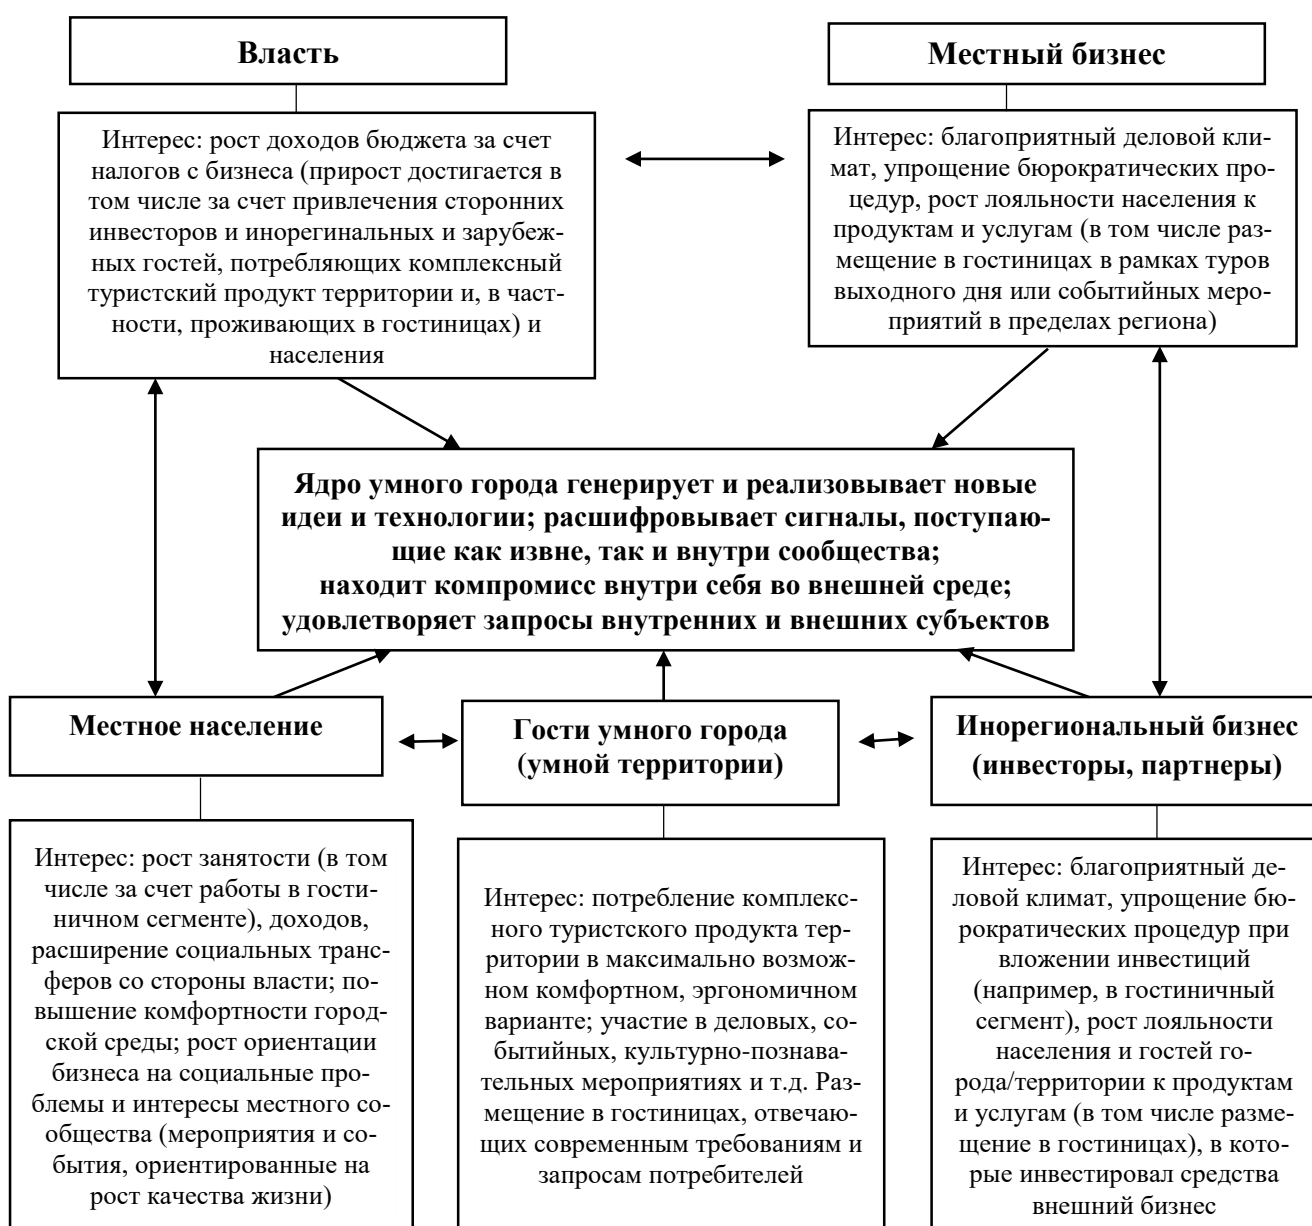 Власть
Местный бизнес
Интерес: рост доходов бюджета за счет
налогов с бизнеса (прирост достигается в
том числе за счет привлечения сторонних
инвесторов и инорегинальных и зарубеж-
ных гостей, потребляющих комплексный
туристский продукт территории и, в част-
ности, проживающих в гостиницах) и
населения
Интерес: благоприятный деловой кли-
мат, упрощение бюрократических про-
цедур, рост лояльности населения к
продуктам и услугам (в том числе раз-
мещение в гостиницах в рамках туров
выходного дня или событийных меро-
приятий в пределах региона)
Ядро умного города генерирует и реализовывает новые
идеи и технологии; расшифровывает сигналы, поступаю-
щие как извне, так и внутри сообщества;
находит компромисс внутри себя во внешней среде;
удовлетворяет запросы внутренних и внешних субъектов
Местное население
Гости умного города
(умной территории)
Инорегиональный бизнес
(инвесторы, партнеры)
Интерес: рост занятости (в том
числе за счет работы в гости-
ничном сегменте), доходов,
расширение социальных транс-
феров со стороны власти; по-
вышение комфортности город-
ской среды; рост ориентации
бизнеса на социальные про-
блемы и интересы местного со-
общества (мероприятия и со-
бытия, ориентированные на
рост качества жизни)
Интерес: потребление комплекс-
ного туристского продукта тер-
ритории в максимально возмож-
ном комфортном, эргономичном
варианте; участие в деловых, со-
бытийных, культурно-познава-
тельных мероприятиях и т.д. Раз-
мещение в гостиницах, отвечаю-
щих современным требованиям и
запросам потребителей
Интерес: благоприятный де-
ловой климат, упрощение бю-
рократических процедур при
вложении инвестиций
(например, в гостиничный
сегмент), рост лояльности
населения и гостей го-
рода/территории к продуктам
и услугам (в том числе разме-
щение в гостиницах), в кото-
рые инвестировал средства
внешний бизнес